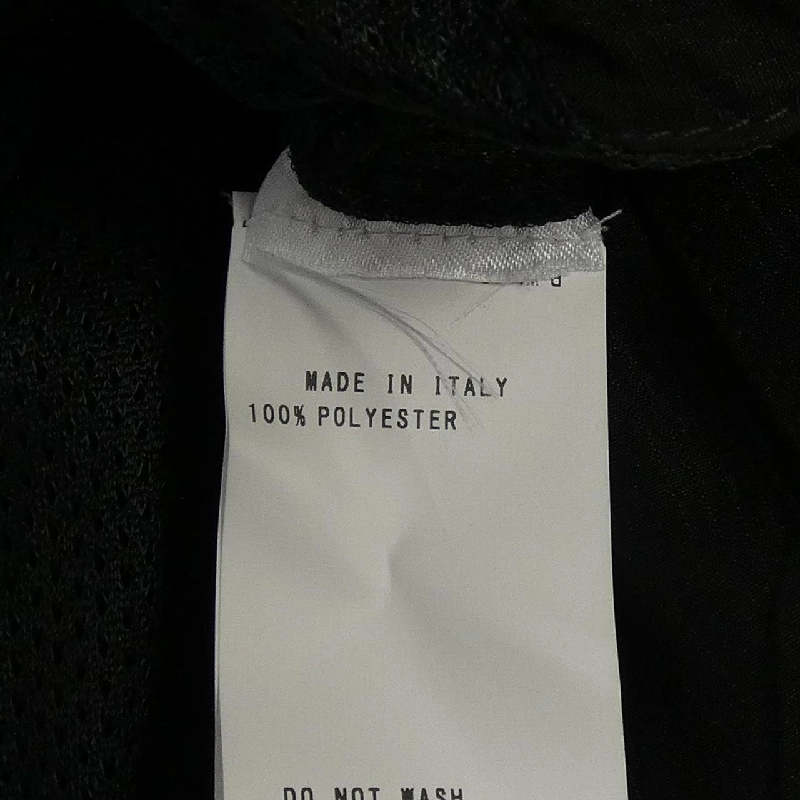 MADE IN ITALY
100% POLYESTER
DO NOT WASH